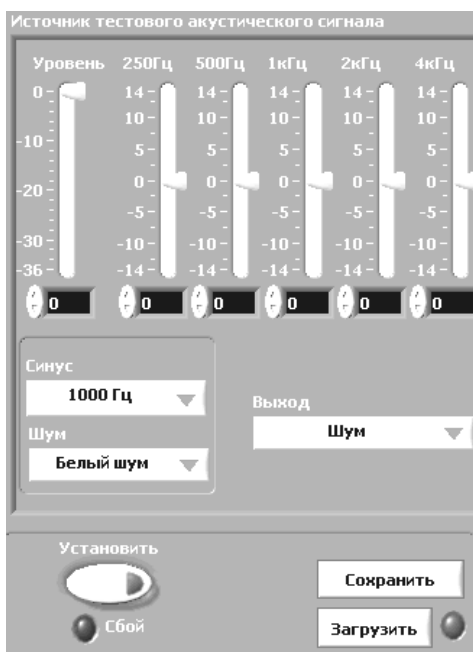 Источник тестового акустического сигнала
Уровень 250Гц 500Гц 1кГц 2кГц 4кГц
0 14 14 14 14 14
10 10 10 10 10
-10 5 5 5 5 5
-20 0 0 0 0 0
-5 -5 -5 -5 -5
-30 -10 -10 -10 -10 -10
-36 -14 -14 -14 -14 -14
0 0 0 0 0 0
Синус
1000 Гц
Выход
Шум
Шум
Белый шум
Установить
Сохранить
Сбой
Загрузить